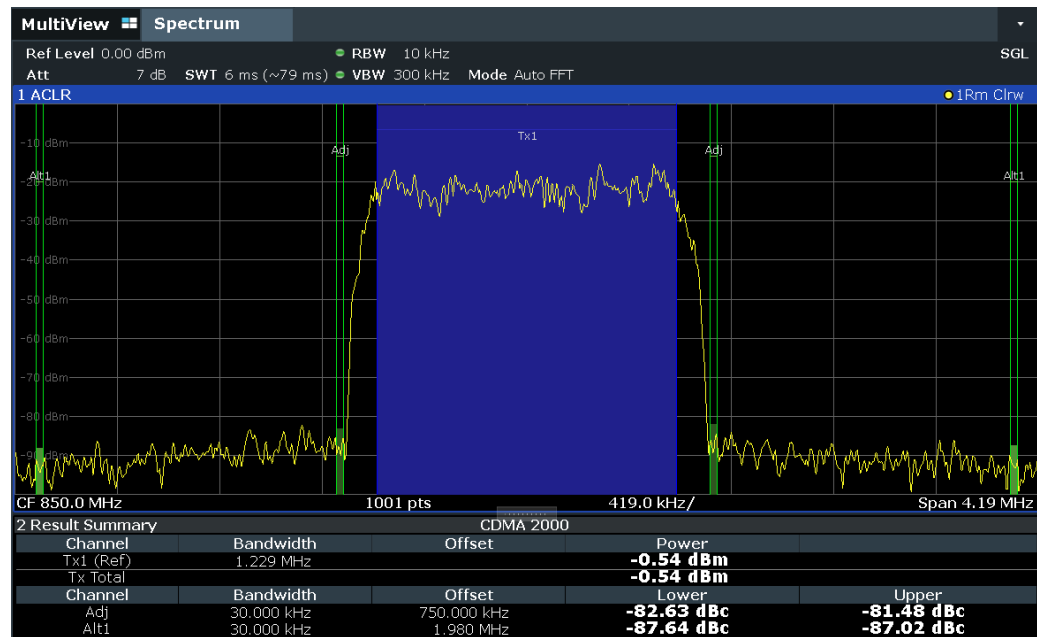 MultiView Spectrum
Ref Level 0.00 dBm RBW 10 kHz SGL
Att 7 dB SWT 6 ms (~79 ms) VBW 300 kHz Mode Auto FFT
1 ACLR 1Rm Clrw
Tx1
-10 dBm
Adj Adj
Alt1 Alt1
-20 dBm
-30 dBm
-40 dBm
-50 dBm
-60 dBm
-70 dBm
-80 dBm
-90 dBm
CF 850.0 MHz 1001 pts 419.0 kHz/ Span 4.19 MHz
2 Result Summary CDMA 2000
Channel Bandwidth Offset Power
Tx1 (Ref) 1.229 MHz -0.54 dBm
Tx Total -0.54 dBm
Channel Bandwidth Offset Lower Upper
Adj 30.000 kHz 750.000 kHz -82.63 dBc -81.48 dBc
Alt1 30.000 kHz 1.980 MHz -87.64 dBc -87.02 dBc